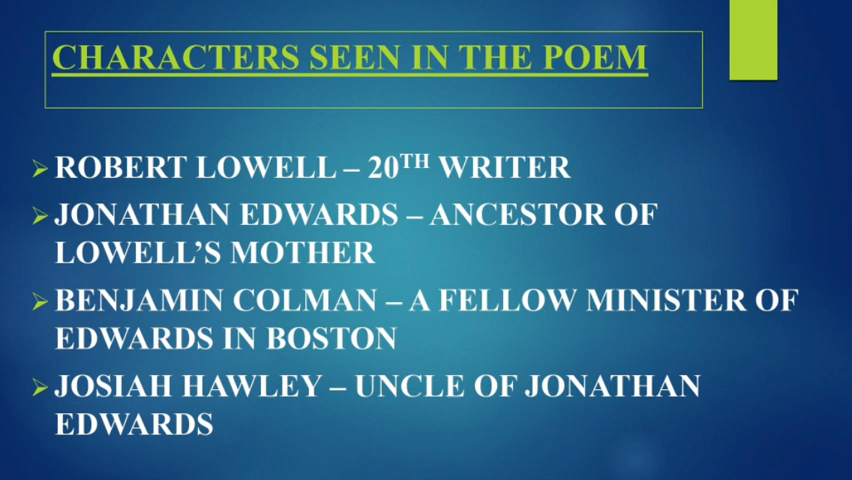 CHARACTERS SEEN IN THE POEM
ROBERT LOWELL – 20TH WRITER
JONATHAN EDWARDS – ANCESTOR OF
LOWELL'S MOTHER
BENJAMIN COLMAN – A FELLOW MINISTER OF
EDWARDS IN BOSTON
JOSIAH HAWLEY – UNCLE OF JONATHAN
EDWARDS